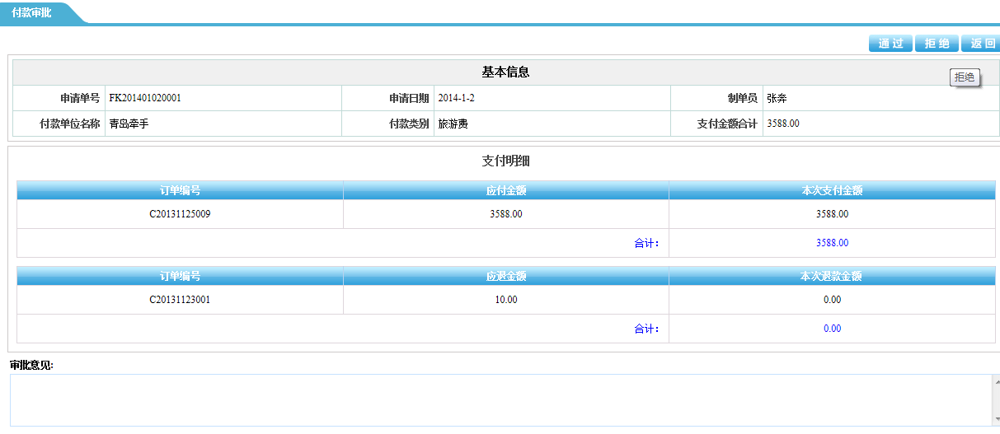 付款审批
通 过 拒 绝 返 回
基本信息
拒绝
申请单号 FK201401020001 申请日期 2014-1-2 制单员 张奔
付款单位名称 青岛牵手 付款类别 旅游费 支付金额合计 3588.00
支付明细
订单编号 应付金额 本次支付金额
C20131125009 3588.00 3588.00
合计： 3588.00
订单编号 应退金额 本次退款金额
C20131123001 10.00 0.00
合计： 0.00
审批意见: